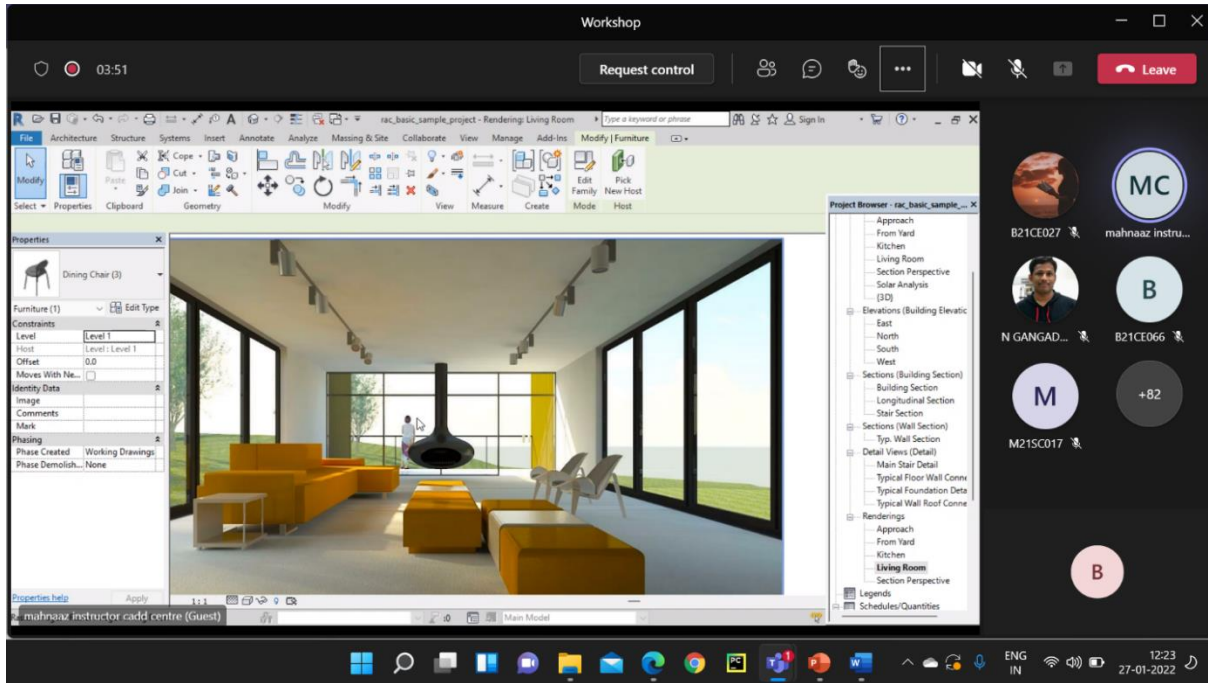 Workshop
03:51
Request control
Leave
rac_basic_sample_project - Rendering: Living Room
Type a keyword or phrase
Sign In
File Architecture Structure Systems Insert Annotate Analyze Massing & Site Collaborate View Manage Add-Ins Modify | Furniture
Modify
Paste
Cope
Cut
Join
Edit Family
Pick New Host
Select Properties Clipboard Geometry Modify View Measure Create Mode Host
Properties
Dining Chair (3)
Furniture (1) Edit Type
Constraints
Level Level 1
Host Level : Level 1
Offset 0.0
Moves With Ne...
Identity Data
Image
Comments
Mark
Phasing
Phase Created Working Drawings
Phase Demolish... None
Properties help Apply
1:1
mahnaaz instructor cadd centre (Guest)
:0 Main Model
Project Browser - rac_basic_sample_...
Approach
From Yard
Kitchen
Living Room
Section Perspective
Solar Analysis
{3D}
Elevations (Building Elevatic
East
North
South
West
Sections (Building Section)
Building Section
Longitudinal Section
Stair Section
Sections (Wall Section)
Typ. Wall Section
Detail Views (Detail)
Main Stair Detail
Typical Floor Wall Conne
Typical Foundation Deta
Typical Wall Roof Conne
Renderings
Approach
From Yard
Kitchen
Living Room
Section Perspective
Legends
Schedules/Quantities
MC
B21CE027 mahnaaz instru...
B
N GANGAD... B21CE066
M
+82
M21SC017
B
ENG
IN
12:23
27-01-2022